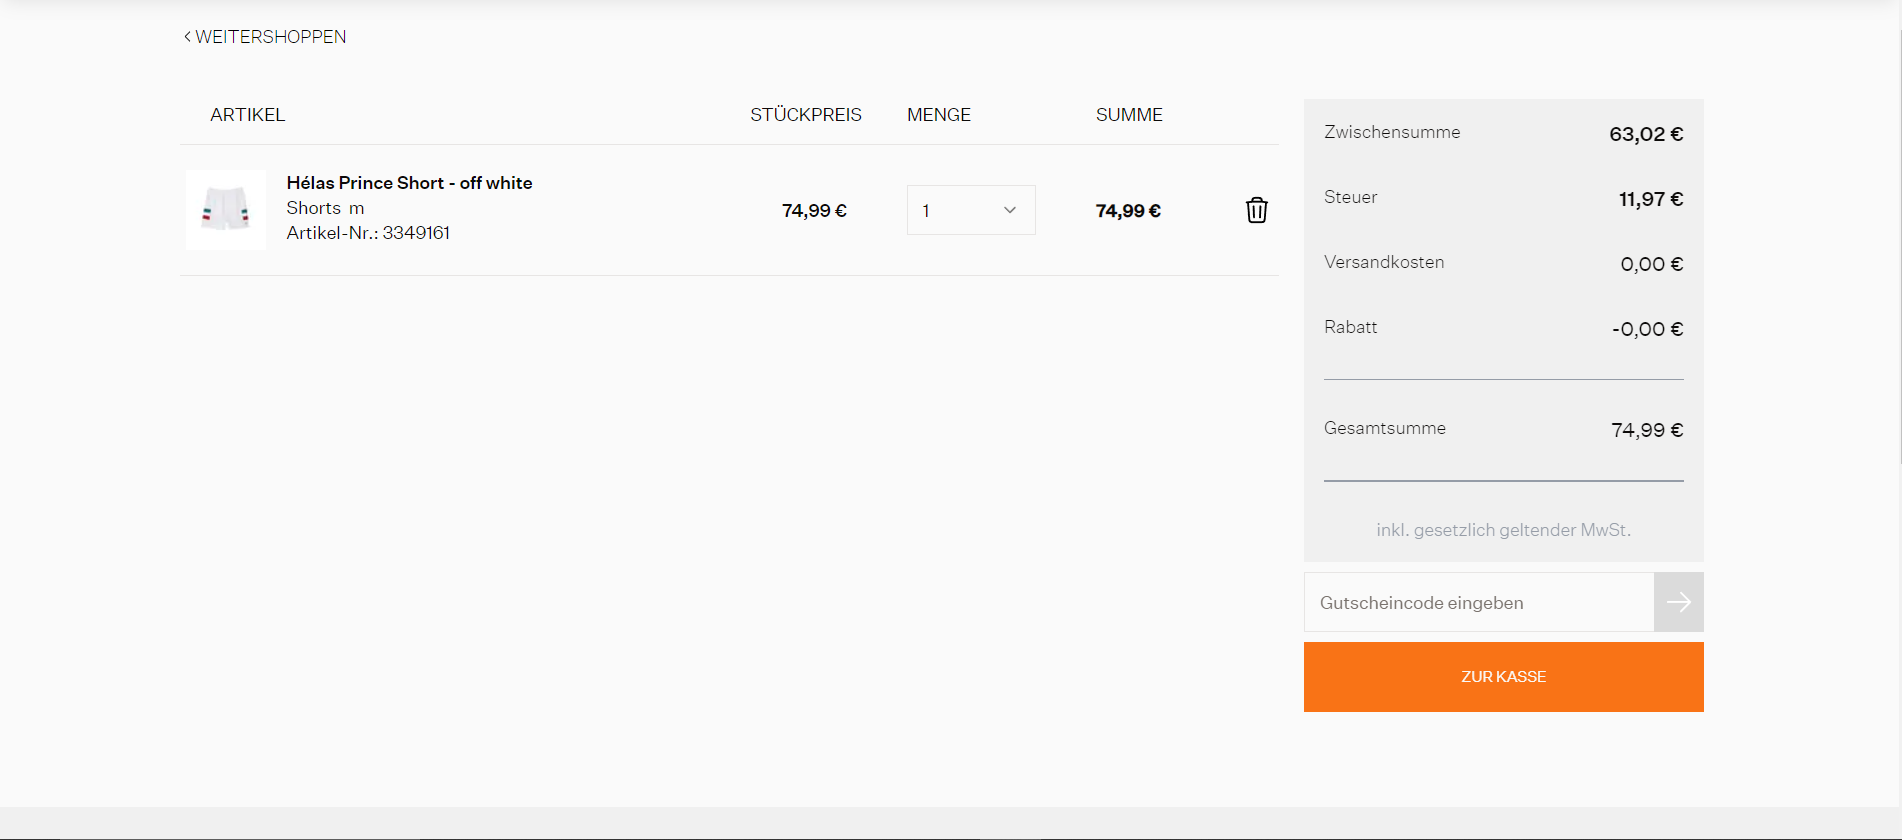 WEITERSHOPPEN
ARTIKEL STÜCKPREIS MENGE SUMME
Hélas Prince Short - off white
Shorts m
Artikel-Nr.: 3349161
74,99 € 1 74,99 €
Zwischensumme 63,02 €
Steuer 11,97 €
Versandkosten 0,00 €
Rabatt -0,00 €
Gesamtsumme 74,99 €
inkl. gesetzlich geltender MwSt.
Gutscheincode eingeben
ZUR KASSE